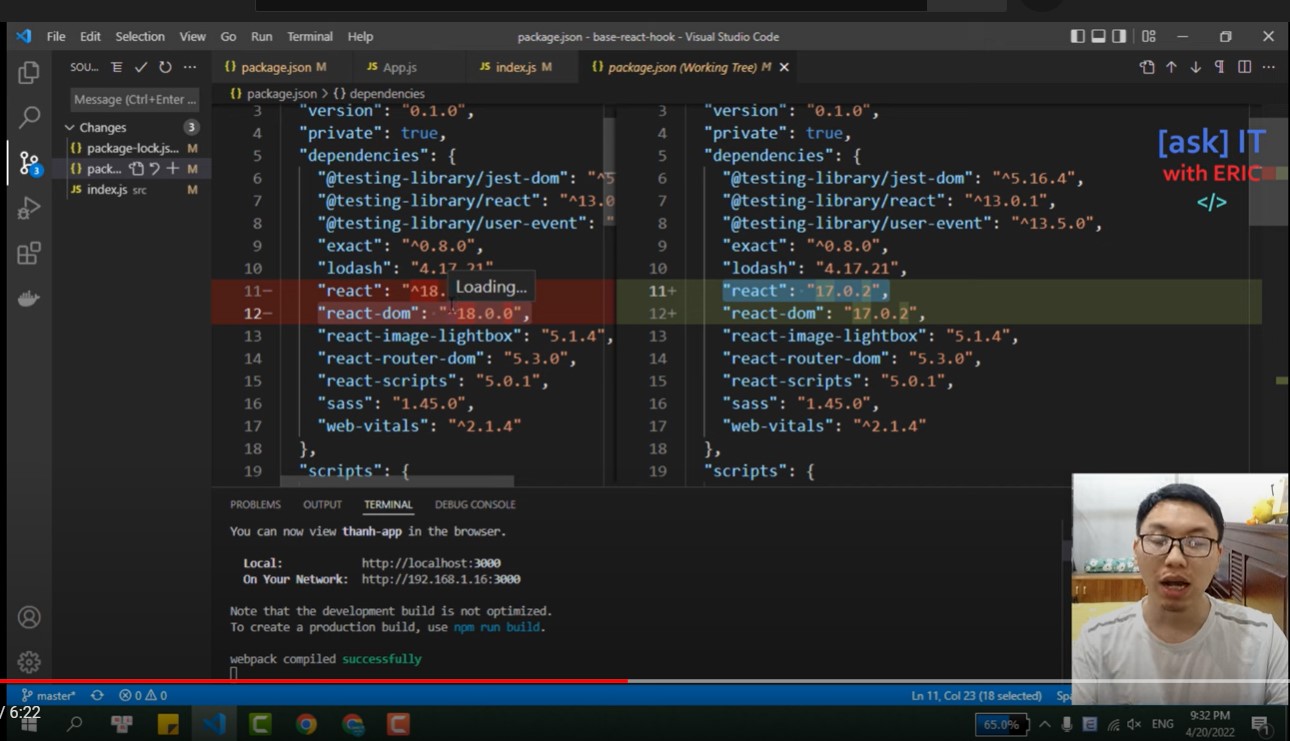 File Edit Selection View Go Run Terminal Help
package.json - base-react-hook - Visual Studio Code
SOU...
{} package.json M
JS App.js
JS index.js M
{} package.json (Working Tree) M
Message (Ctrl+Enter ...
{} package.json > {} dependencies
Changes 3
{} package-lock.js... M
{} pack... M
JS index.js src M
3
3 "version": "0.1.0",
4 "private": true,
5 "dependencies": {
6 "@testing-library/jest-dom": "^5
7 "@testing-library/react": "^13.0
8 "@testing-library/user-event": "
9 "exact": "^0.8.0",
10 "lodash": "4.17.21"
11− "react": "^18.
Loading...
12− "react-dom": "^18.0.0",
13 "react-image-lightbox": "5.1.4",
14 "react-router-dom": "5.3.0",
15 "react-scripts": "5.0.1",
16 "sass": "1.45.0",
17 "web-vitals": "^2.1.4"
18 },
19 "scripts": {
3 "version": "0.1.0",
4 "private": true,
5 "dependencies": {
6 "@testing-library/jest-dom": "^5.16.4",
7 "@testing-library/react": "^13.0.1",
8 "@testing-library/user-event": "^13.5.0",
9 "exact": "^0.8.0",
10 "lodash": "4.17.21",
11+ "react": "17.0.2",
12+ "react-dom": "17.0.2",
13 "react-image-lightbox": "5.1.4",
14 "react-router-dom": "5.3.0",
15 "react-scripts": "5.0.1",
16 "sass": "1.45.0",
17 "web-vitals": "^2.1.4"
18 },
19 "scripts": {
[ask] IT
with ERIC
</>
PROBLEMS OUTPUT TERMINAL DEBUG CONSOLE
You can now view thanh-app in the browser.
Local: http://localhost:3000
On Your Network: http://192.168.1.16:3000
Note that the development build is not optimized.
To create a production build, use npm run build.
webpack compiled successfully
master* 0 0
Ln 11, Col 23 (18 selected) Spa
/ 6:22
65.0%
ENG
9:32 PM
4/20/2022
1